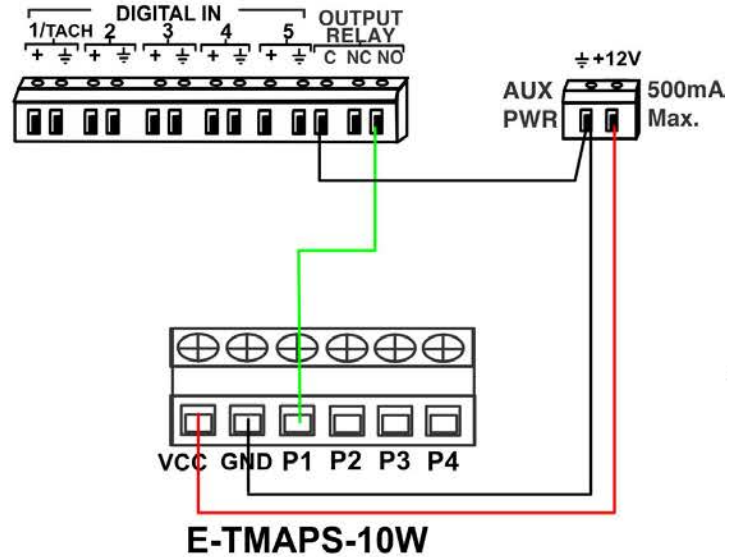 DIGITAL IN
OUTPUT
RELAY
1/TACH 2 3 4 5
+ ⏚ + ⏚ + ⏚ + ⏚ + ⏚ C NC NO
⏚ +12V
AUX 500mA
PWR Max.
VCC GND P1 P2 P3 P4
E-TMAPS-10W